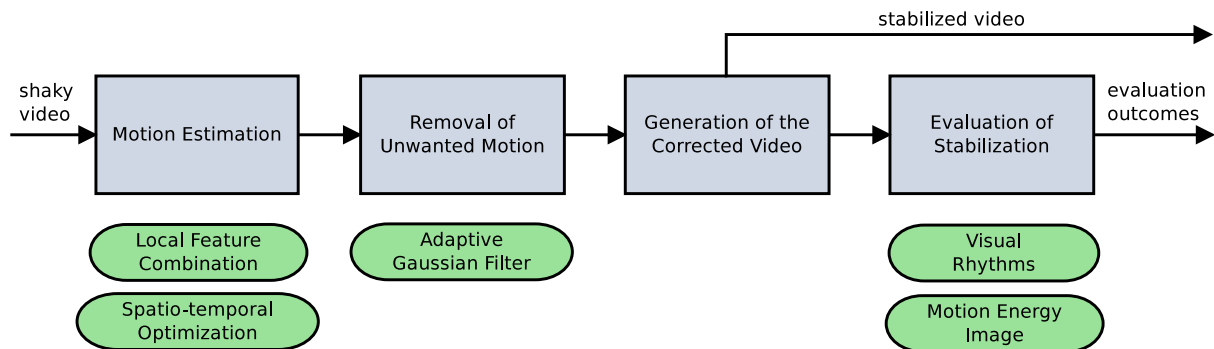 stabilized video
shaky
video
Motion Estimation
Removal of
Unwanted Motion
Generation of the
Corrected Video
Evaluation of
Stabilization
evaluation
outcomes
Local Feature
Combination
Adaptive
Gaussian Filter
Visual
Rhythms
Spatio-temporal
Optimization
Motion Energy
Image